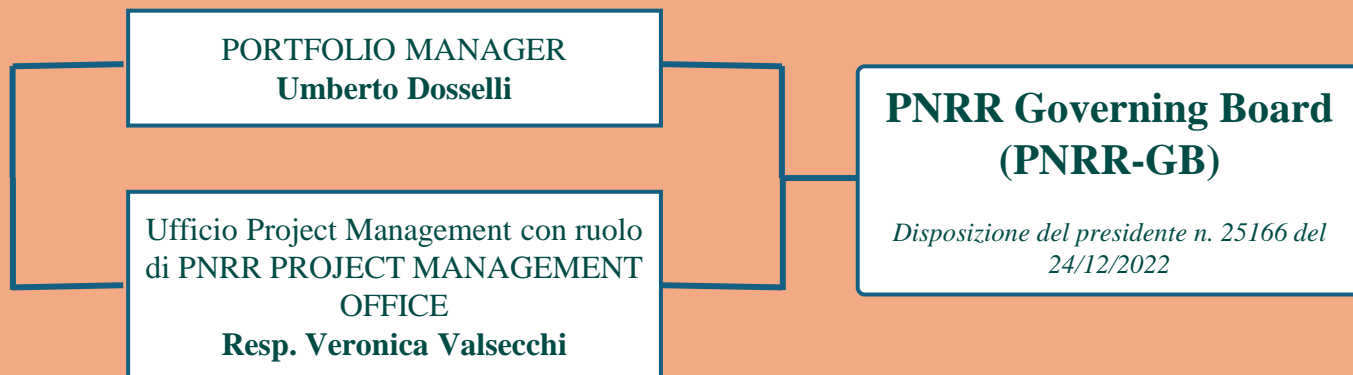 PORTFOLIO MANAGER
Umberto Dosselli
Ufficio Project Management con ruolo
di PNRR PROJECT MANAGEMENT
OFFICE
Resp. Veronica Valsecchi
PNRR Governing Board
(PNRR-GB)
Disposizione del presidente n. 25166 del
24/12/2022